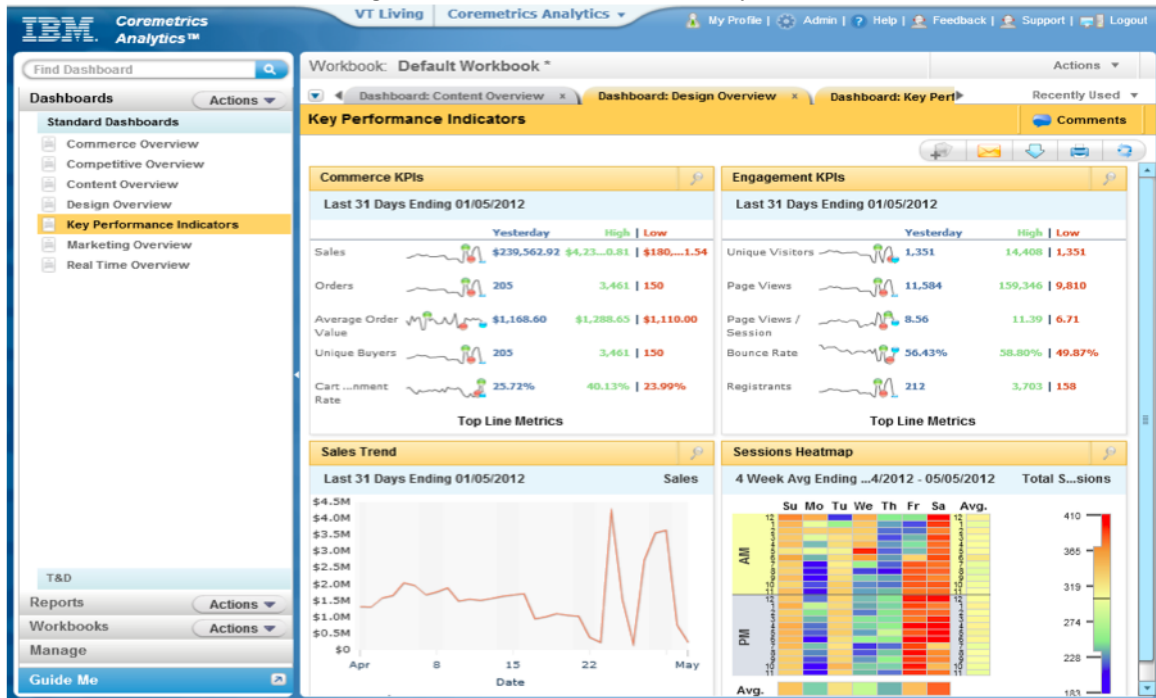 IBM. Coremetrics Analytics™
VT Living Coremetrics Analytics
My Profile | Admin | Help | Feedback | Support | Logout
Find Dashboard
Dashboards Actions
Standard Dashboards
Commerce Overview
Competitive Overview
Content Overview
Design Overview
Key Performance Indicators
Marketing Overview
Real Time Overview
T&D
Reports Actions
Workbooks Actions
Manage
Guide Me
Workbook: Default Workbook * Actions
Dashboard: Content Overview × Dashboard: Design Overview × Dashboard: Key Perf Recently Used
Key Performance Indicators Comments
Commerce KPIs
Last 31 Days Ending 01/05/2012
Yesterday High | Low
Sales $239,562.92 $4,23...0.81 | $180,...1.54
Orders 205 3,461 | 150
Average Order Value $1,168.60 $1,288.65 | $1,110.00
Unique Buyers 205 3,461 | 150
Cart ...nment Rate 25.72% 40.13% | 23.99%
Top Line Metrics
Engagement KPIs
Last 31 Days Ending 01/05/2012
Yesterday High | Low
Unique Visitors 1,351 14,408 | 1,351
Page Views 11,584 159,346 | 9,810
Page Views / Session 8.56 11.39 | 6.71
Bounce Rate 56.43% 58.80% | 49.87%
Registrants 212 3,703 | 158
Top Line Metrics
Sales Trend
Last 31 Days Ending 01/05/2012 Sales
$4.5M
$4.0M
$3.5M
$3.0M
$2.5M
$2.0M
$1.5M
$1.0M
$0.5M
$0
Apr 8 15 22 May
Date
Sessions Heatmap
4 Week Avg Ending ...4/2012 - 05/05/2012 Total S...sions
Su Mo Tu We Th Fr Sa Avg.
AM
PM
Avg.
410
365
319
274
228
183